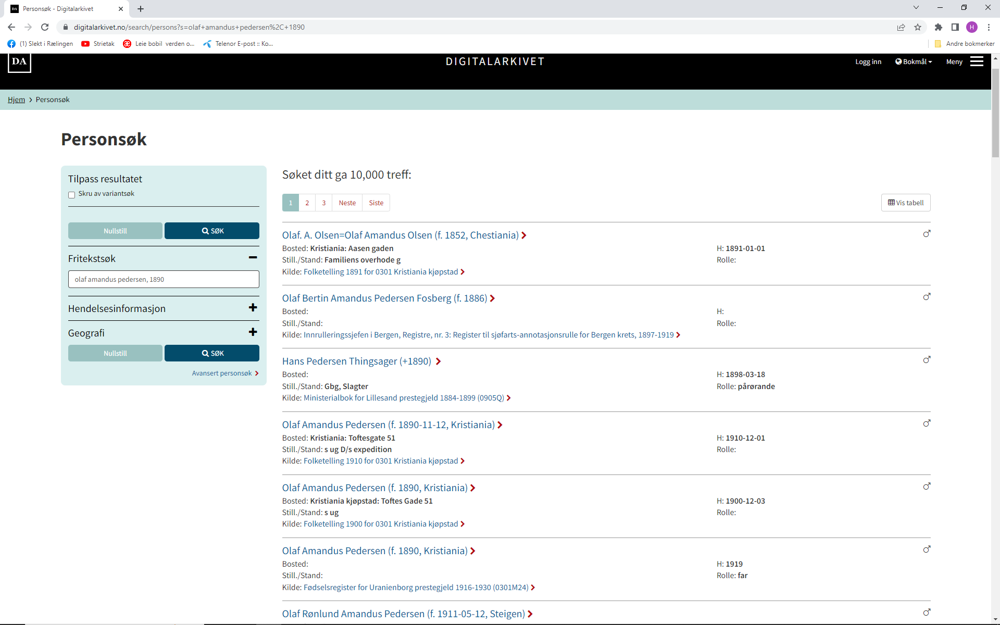 Personsøk - Digitalarkivet
digitalarkivet.no/search/persons?s=olaf+amandus+pedersen%2C+1890
H
(1) Slekt i Rælingen
Strietak
Leie bobil verden o...
Telenor E-post :: Ko...
Andre bokmerker
DA
DIGITALARKIVET
Logg inn
Bokmål
Meny
Hjem > Personsøk
Personsøk
Tilpass resultatet
Skru av variantsøk
Nullstill
SØK
Fritekstsøk
olaf amandus pedersen, 1890
Hendelsesinformasjon
Geografi
Nullstill
SØK
Avansert personsøk
Søket ditt ga 10,000 treff:
1 2 3 Neste Siste
Vis tabell
Olaf. A. Olsen=Olaf Amandus Olsen (f. 1852, Chestiania)
Bosted: Kristiania: Aasen gaden
H: 1891-01-01
Still./Stand: Familiens overhode g
Rolle:
Kilde: Folketelling 1891 for 0301 Kristiania kjøpstad
Olaf Bertin Amandus Pedersen Fosberg (f. 1886)
Bosted:
H:
Still./Stand:
Rolle:
Kilde: Innrulleringssjefen i Bergen, Registre, nr. 3: Register til sjøfarts-annotasjonsrulle for Bergen krets, 1897-1919
Hans Pedersen Thingsager (+1890)
Bosted:
H: 1898-03-18
Still./Stand: Gbg, Slagter
Rolle: pårørande
Kilde: Ministerialbok for Lillesand prestegjeld 1884-1899 (0905Q)
Olaf Amandus Pedersen (f. 1890-11-12, Kristiania)
Bosted: Kristiania: Toftesgate 51
H: 1910-12-01
Still./Stand: s ug D/s expedition
Rolle:
Kilde: Folketelling 1910 for 0301 Kristiania kjøpstad
Olaf Amandus Pedersen (f. 1890, Kristiania)
Bosted: Kristiania kjøpstad: Toftes Gade 51
H: 1900-12-03
Still./Stand: s ug
Rolle:
Kilde: Folketelling 1900 for 0301 Kristiania kjøpstad
Olaf Amandus Pedersen (f. 1890, Kristiania)
Bosted:
H: 1919
Still./Stand:
Rolle: far
Kilde: Fødselsregister for Uranienborg prestegjeld 1916-1930 (0301M24)
Olaf Rønlund Amandus Pedersen (f. 1911-05-12, Steigen)